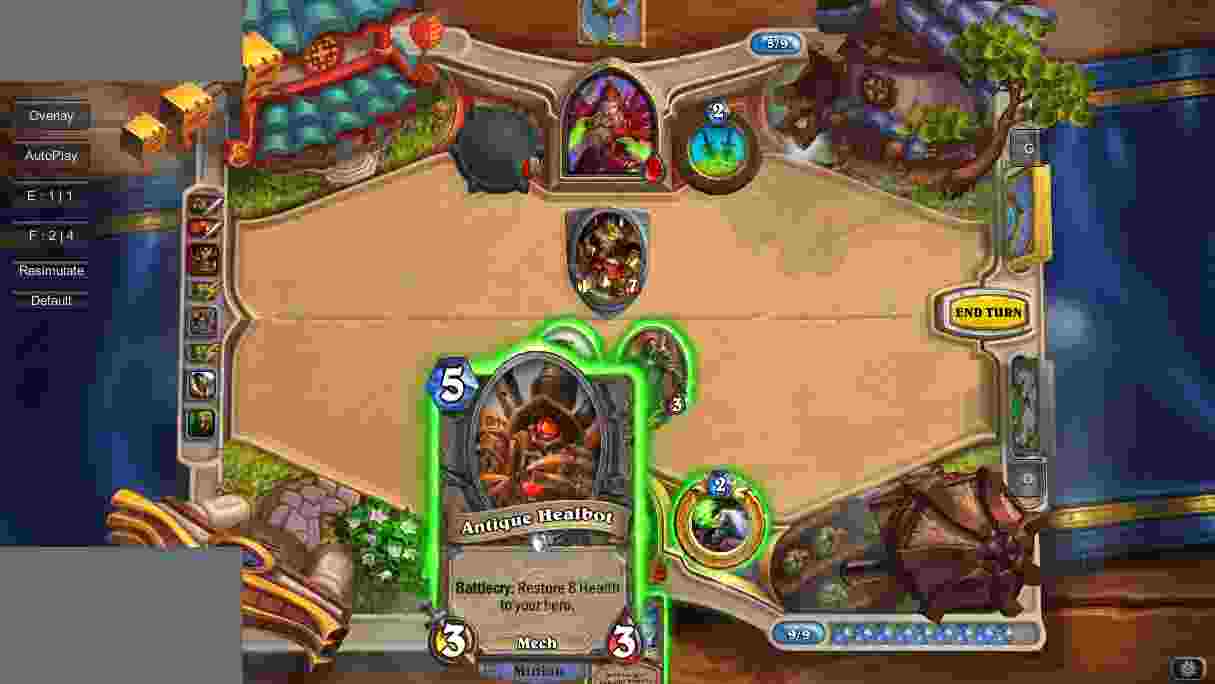 8/9
2
Overlay
AutoPlay
E : 1 | 1
F : 2 | 4
Resimulate
Default
G
7
END TURN
3
5
2
Antique Healbot
Battlecry: Restore 8 Health
to your hero.
3
Mech
3
Minion
9/9